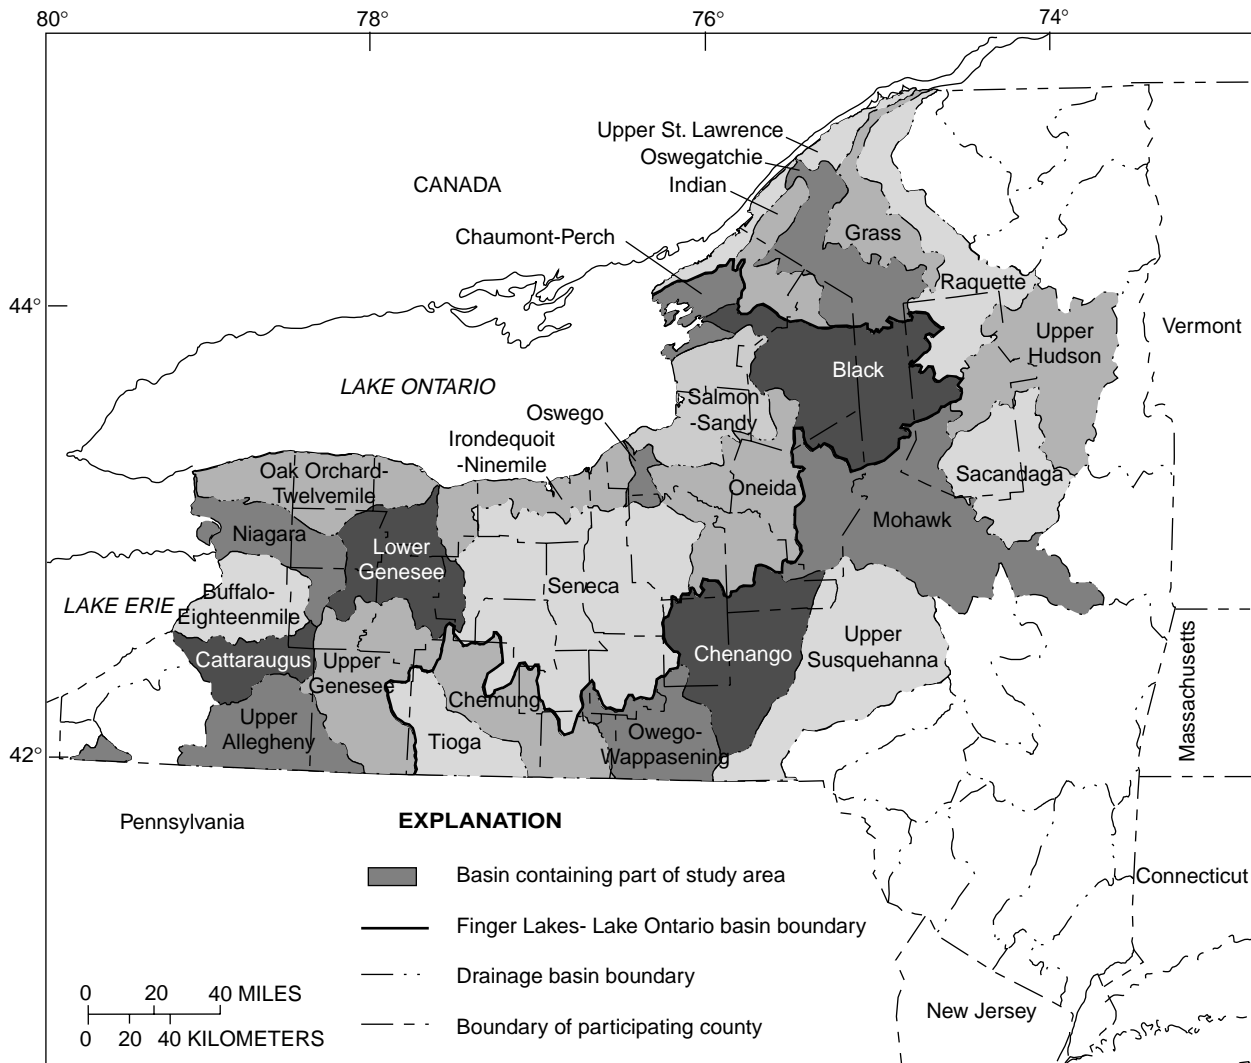 80°
78°
76°
74°
Upper St. Lawrence
Oswegatchie
CANADA
Indian
Chaumont-Perch
Grass
Raquette
44°
Upper
Hudson
Vermont
Black
LAKE ONTARIO
Salmon
-Sandy
Oswego
Irondequoit
-Ninemile
Oak Orchard-
Twelvemile
Oneida
Sacandaga
Mohawk
Niagara
Lower
Genesee
Seneca
Buffalo-
Eighteenmile
LAKE ERIE
Upper
Susquehanna
Chenango
Cattaraugus
Upper
Genesee
Massachusetts
Chemung
Upper
Allegheny
Tioga
Owego-
Wappasening
42°
Pennsylvania
EXPLANATION
Basin containing part of study area
Connecticut
Finger Lakes- Lake Ontario basin boundary
Drainage basin boundary
0 20 40 MILES
New Jersey
Boundary of participating county
0 20 40 KILOMETERS